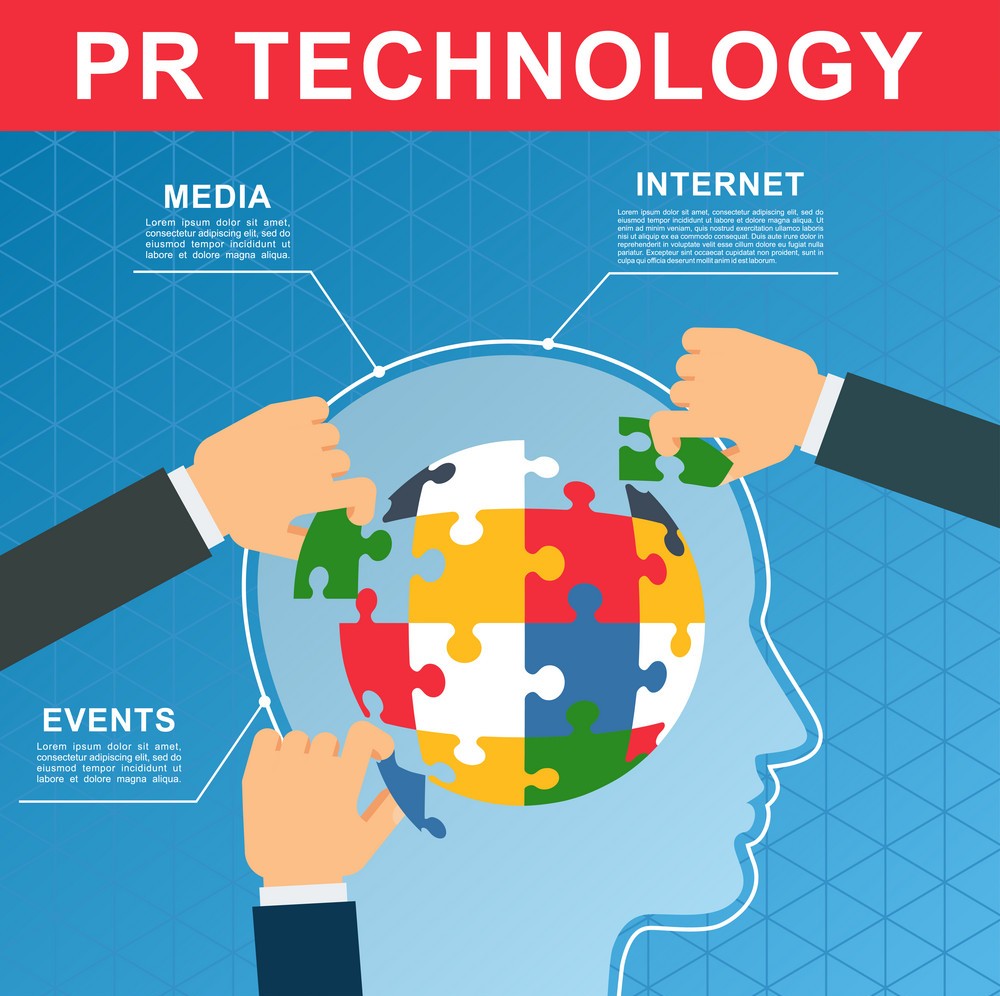 PR TECHNOLOGY
MEDIA
Lorem ipsum dolor sit amet,
consectetur adipiscing elit, sed do
eiusmod tempor incididunt ut
labore et dolore magna aliqua.
INTERNET
Lorem ipsum dolor sit amet, consectetur adipiscing elit, sed do
eiusmod tempor incididunt ut labore et dolore magna aliqua. Ut
enim ad minim veniam, quis nostrud exercitation ullamco laboris
nisi ut aliquip ex ea commodo consequat. Duis aute irure dolor in
reprehenderit in voluptate velit esse cillum dolore eu fugiat nulla
pariatur. Excepteur sint occaecat cupidatat non proident, sunt in
culpa qui officia deserunt mollit anim id est laborum.
EVENTS
Lorem ipsum dolor sit amet,
consectetur adipiscing elit, sed do
eiusmod tempor incididunt ut
labore et dolore magna aliqua.